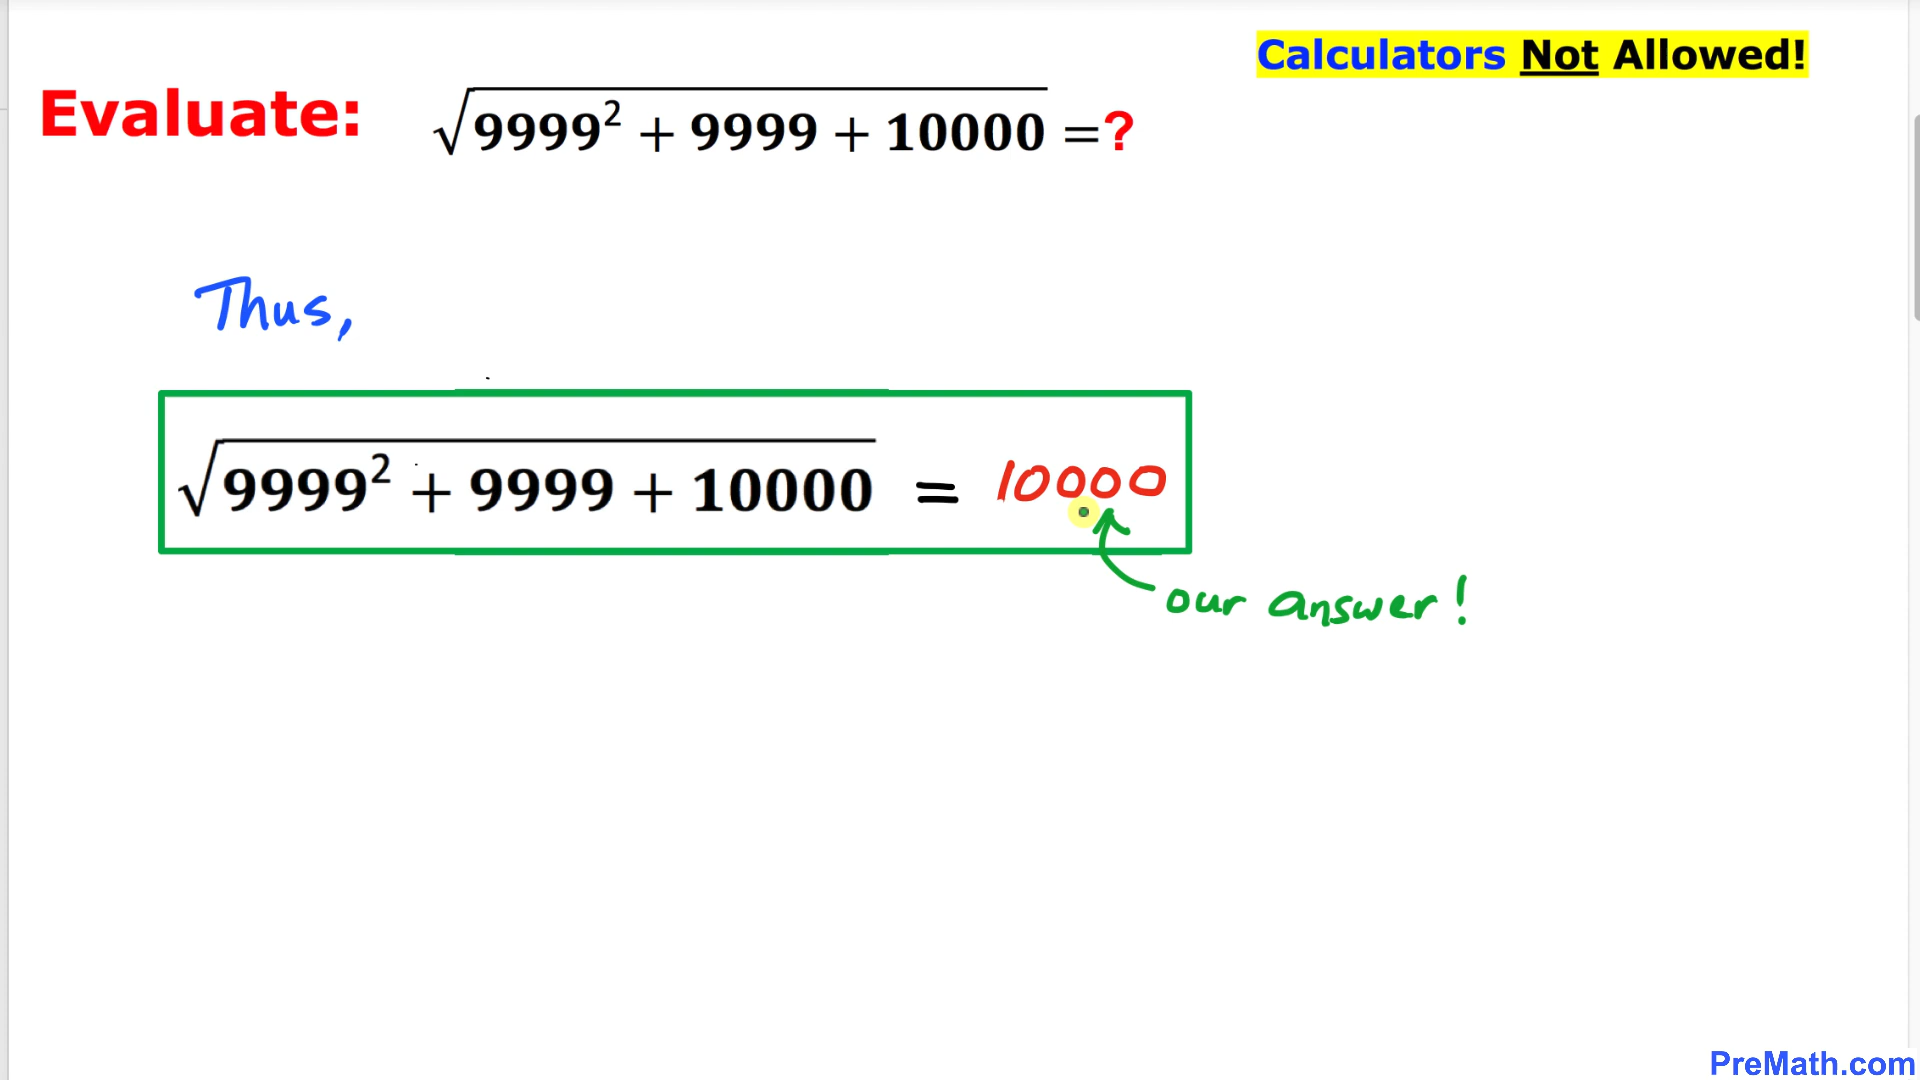 Calculators Not Allowed!
Evaluate: √9999² + 9999 + 10000 =?
Thus,
√9999² + 9999 + 10000 = 10000
our answer!
PreMath.com